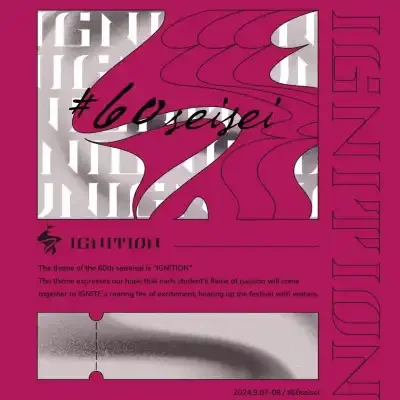 IGNITION
#60seisei
IGNITION
The theme of the 60th seiseisei is "IGNITION"
The theme expresses our hope that each student's flame of passion will come
together to IGNITE a roaring fire of excitement, heating up the festival with waters.
2024.9.07-08 / #60seisei